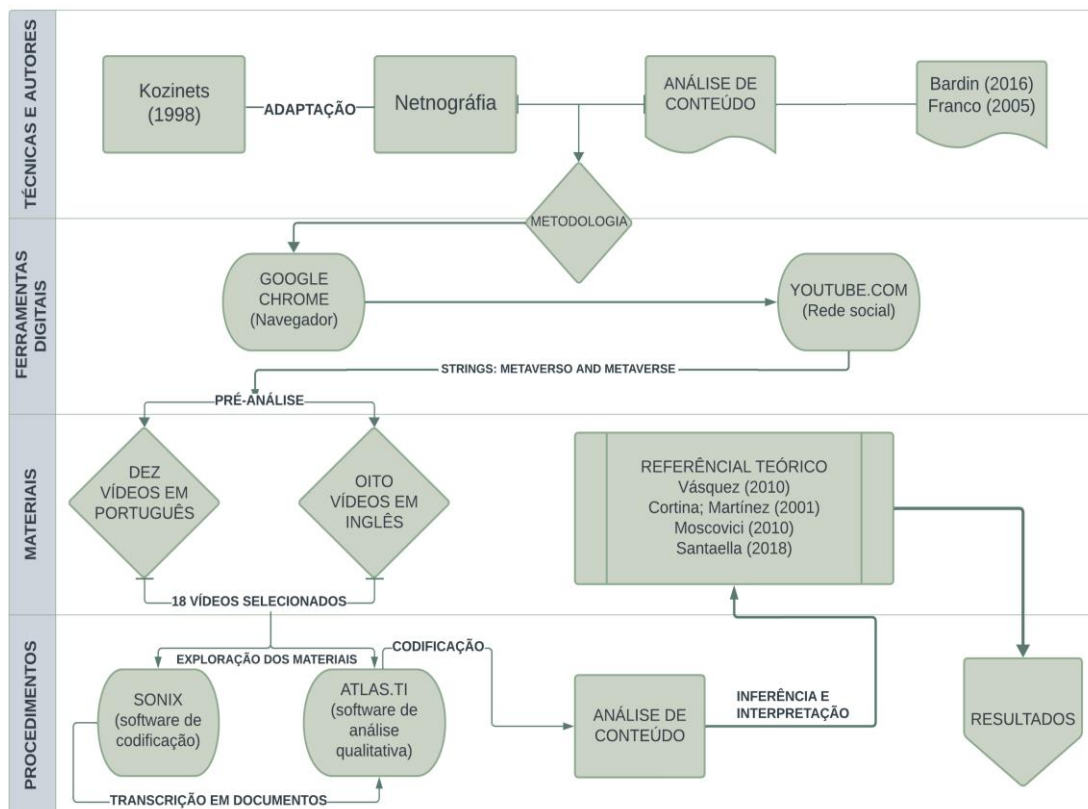 TÉCNICAS E AUTORES
Kozinets
(1998)
ADAPTAÇÃO
Netnográfia
ANÁLISE DE
CONTEÚDO
Bardin (2016)
Franco (2005)
METODOLOGIA
FERRAMENTAS
DIGITAIS
GOOGLE
CHROME
(Navegador)
YOUTUBE.COM
(Rede social)
STRINGS: METAVERSO AND METAVERSE
PRÉ-ANÁLISE
MATERIAIS
DEZ
VÍDEOS EM
PORTUGUÊS
OITO
VÍDEOS EM
INGLÊS
REFERÊNCIAL TEÓRICO
Vásquez (2010)
Cortina; Martínez (2001)
Moscovici (2010)
Santaella (2018)
18 VÍDEOS SELECIONADOS
PROCEDIMENTOS
EXPLORAÇÃO DOS MATERIAIS
CODIFICAÇÃO
SONIX
(software de
codificação)
ATLAS.TI
(software de
análise
qualitativa)
ANÁLISE DE
CONTEÚDO
INFERÊNCIA E
INTERPRETAÇÃO
RESULTADOS
TRANSCRIÇÃO EM DOCUMENTOS